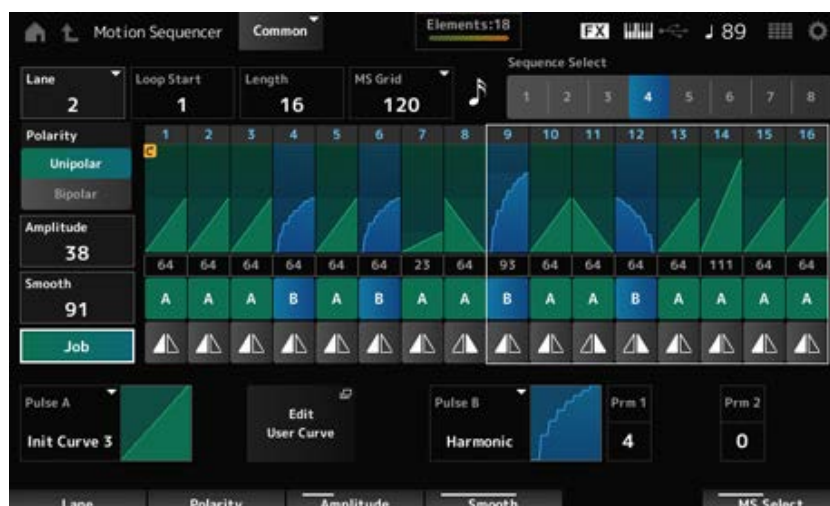 Motion Sequencer
Common
Elements:18
FX
89
Lane
2
Loop Start
1
Length
16
MS Grid
120
Sequence Select
1 2 3 4 5 6 7 8
Polarity
Unipolar
Bipolar
1 2 3 4 5 6 7 8 9 10 11 12 13 14 15 16
C
Amplitude
38
64 64 64 64 64 64 23 64 93 64 64 64 64 111 64 64
Smooth
91
A A A B A B A A B A A B A A A A
Job
Pulse A
Init Curve 3
Edit
User Curve
Pulse B
Harmonic
Prm 1
4
Prm 2
0
Lane Polarity Amplitude Smooth MS Select